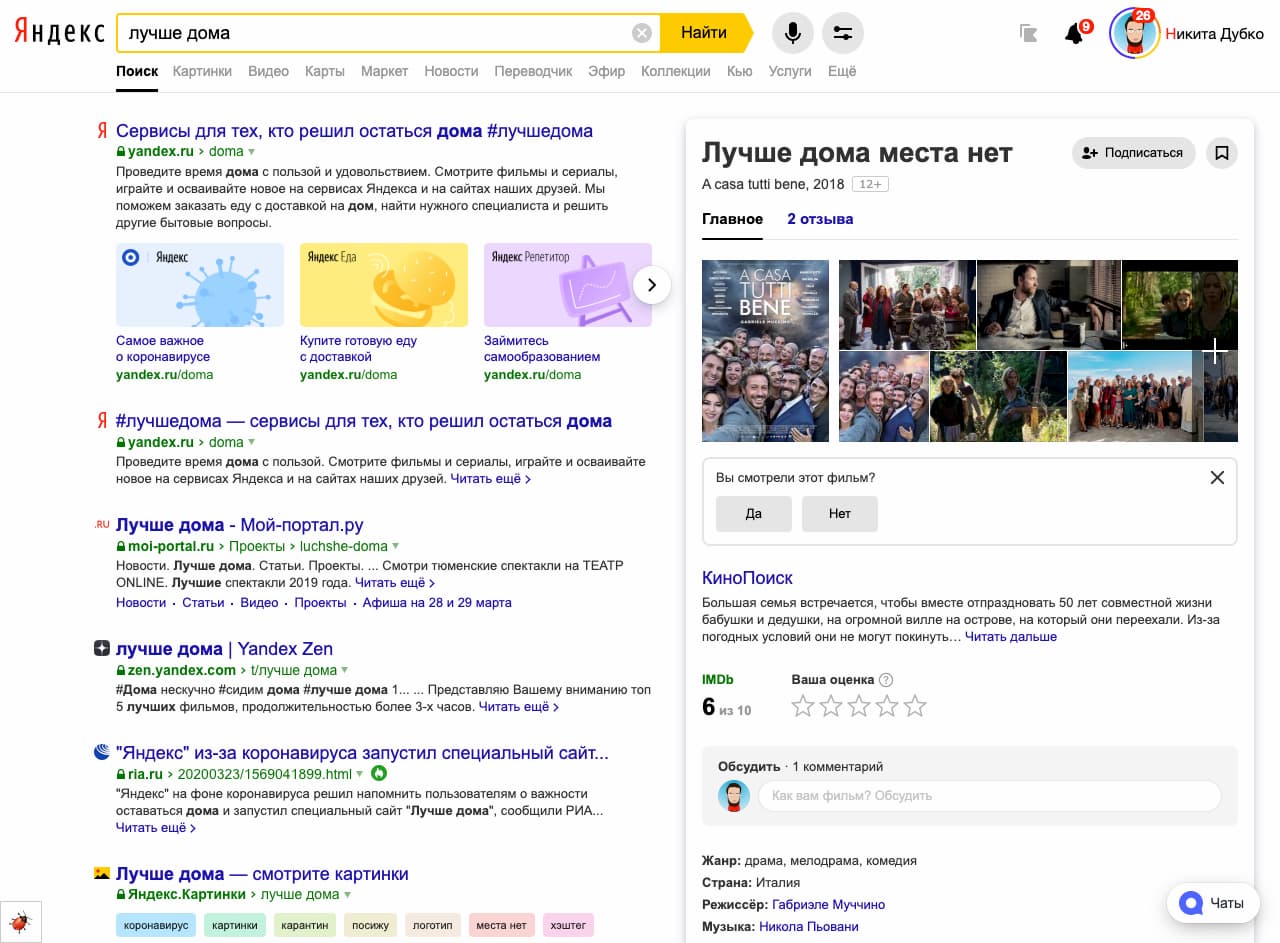 Яндекс
лучше дома
Найти
26
9
Никита Дубко
Поиск Картинки Видео Карты Маркет Новости Переводчик Эфир Коллекции Кью Услуги Ещё
Я Сервисы для тех, кто решил остаться дома #лучшедома
yandex.ru › doma
Проведите время дома с пользой и удовольствием. Смотрите фильмы и сериалы,
играйте и осваивайте новое на сервисах Яндекса и на сайтах наших друзей. Мы
поможем заказать еду с доставкой на дом, найти нужного специалиста и решить
другие бытовые вопросы.
Яндекс
Яндекс Еда
Яндекс Репетитор
Самое важное
о коронавирусе
yandex.ru/doma
Купите готовую еду
с доставкой
yandex.ru/doma
Займитесь
самообразованием
yandex.ru/doma
Я #лучшедома — сервисы для тех, кто решил остаться дома
yandex.ru › doma
Проведите время дома с пользой. Смотрите фильмы и сериалы, играйте и осваивайте
новое на сервисах Яндекса и на сайтах наших друзей. Читать ещё ›
.RU Лучше дома - Мой-портал.ру
moi-portal.ru › Проекты › luchshe-doma
Новости. Лучше дома. Статьи. Проекты. ... Смотри тюменские спектакли на ТЕАТР
ONLINE. Лучшие спектакли 2019 года. Читать ещё ›
Новости · Статьи · Видео · Проекты · Афиша на 28 и 29 марта
лучше дома | Yandex Zen
zen.yandex.com › t/лучше дома
#Дома нескучно #сидим дома #лучше дома 1... ... Представляю Вашему вниманию топ
5 лучших фильмов, продолжительностью более 3-х часов. Читать ещё ›
"Яндекс" из-за коронавируса запустил специальный сайт...
ria.ru › 20200323/1569041899.html
"Яндекс" на фоне коронавируса решил напомнить пользователям о важности
оставаться дома и запустил специальный сайт "Лучше дома", сообщили РИА...
Читать ещё ›
Лучше дома — смотрите картинки
Яндекс.Картинки › лучше дома
коронавирус картинки карантин посижу логотип места нет хэштег
Лучше дома места нет
Подписаться
A casa tutti bene, 2018 12+
Главное 2 отзыва
A CASA
TUTTI
BENE
GABRIELE MUCCINO
Вы смотрели этот фильм?
Да Нет
КиноПоиск
Большая семья встречается, чтобы вместе отпраздновать 50 лет совместной жизни
бабушки и дедушки, на огромной вилле на острове, на который они переехали. Из-за
погодных условий они не могут покинуть… Читать дальше
IMDb
6 из 10
Ваша оценка ?
Обсудить · 1 комментарий
Как вам фильм? Обсудить
Жанр: драма, мелодрама, комедия
Страна: Италия
Режиссёр: Габриэле Муччино
Музыка: Никола Пьовани
Чаты